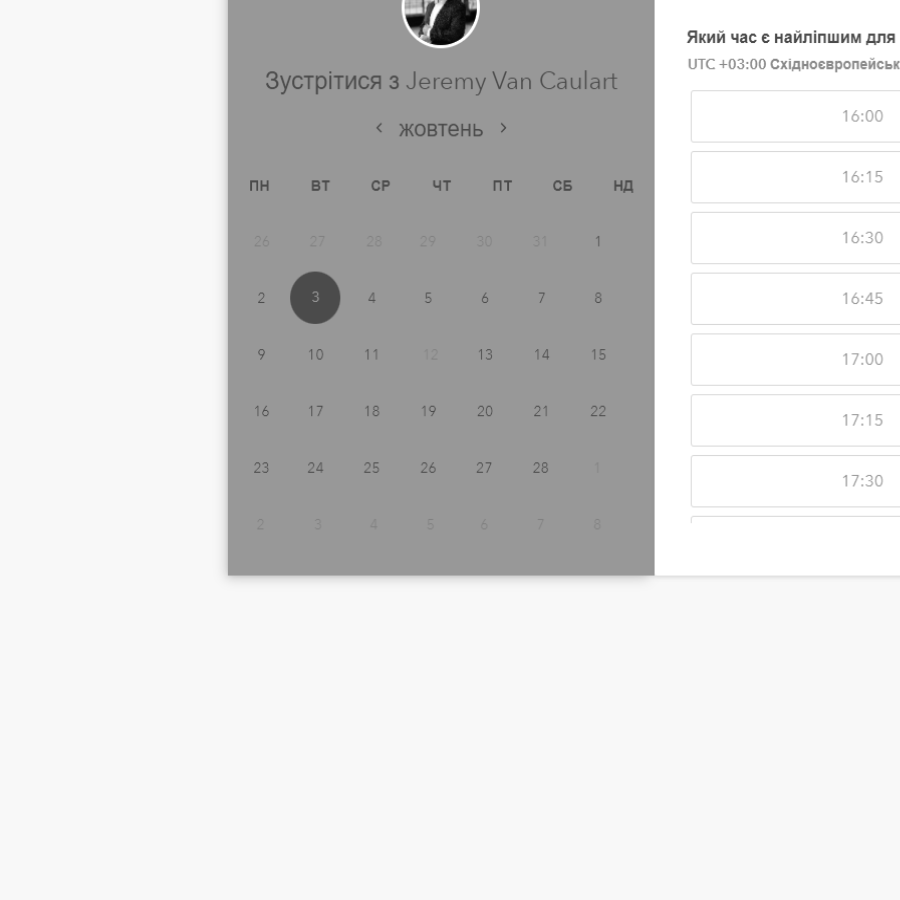 Зустрітися з Jeremy Van Caulart
жовтень
ПН ВТ СР ЧТ ПТ СБ НД
26 27 28 29 30 31 1
2 3 4 5 6 7 8
9 10 11 12 13 14 15
16 17 18 19 20 21 22
23 24 25 26 27 28 1
2 3 4 5 6 7 8
Який час є найліпшим для
UTC +03:00 Східноєвропейськ
16:00
16:15
16:30
16:45
17:00
17:15
17:30